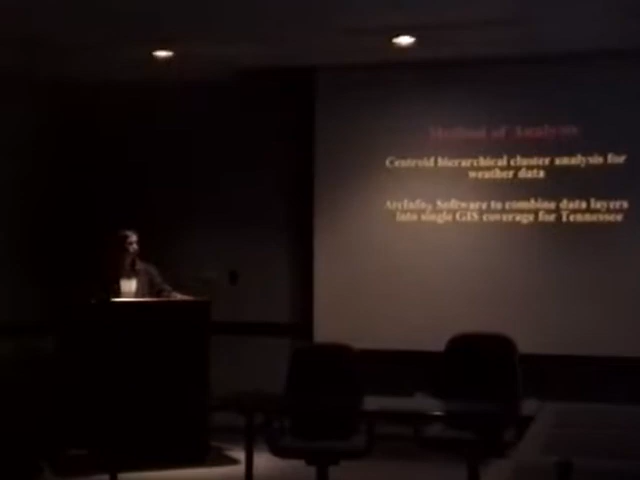 Method of Analysis
Centroid hierarchical cluster analysis for
weather data
Software to combine data layers
into single GIS coverage for Tennessee